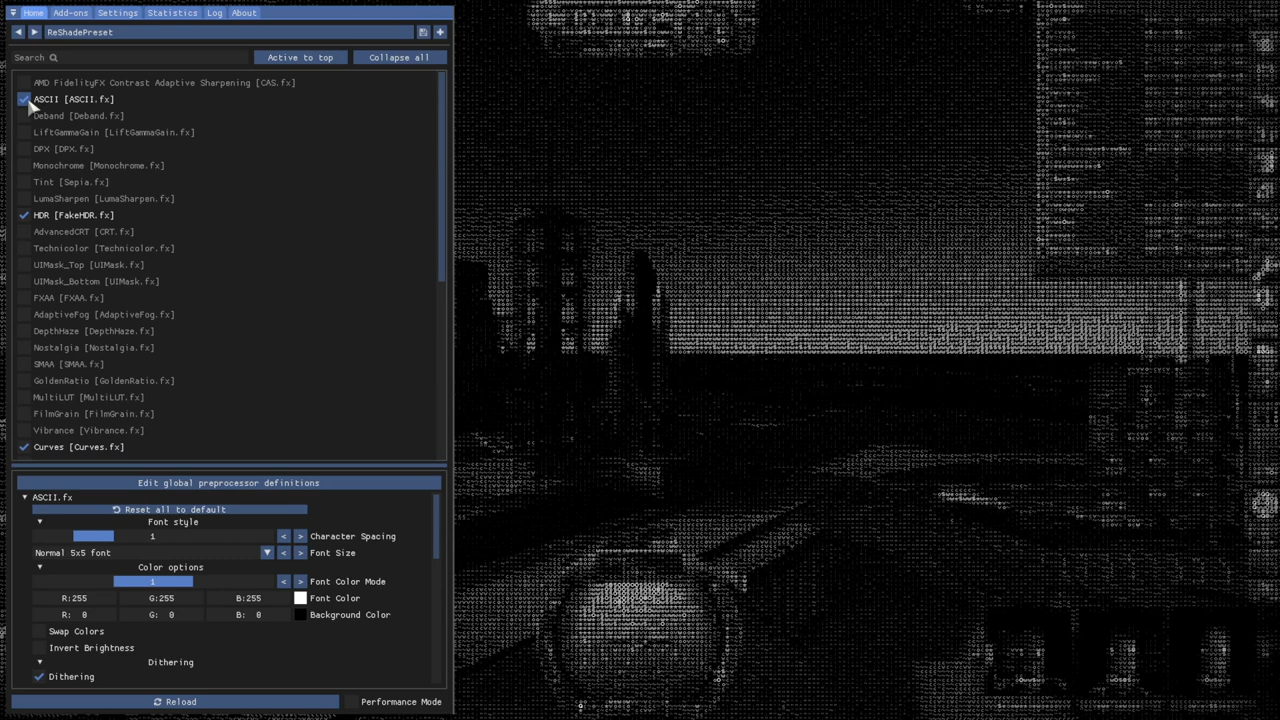 Home Add-ons Settings Statistics Log About
ReShadePreset
Search Active to top Collapse all
AMD FidelityFX Contrast Adaptive Sharpening [CAS.fx]
ASCII [ASCII.fx]
Deband [Deband.fx]
LiftGammaGain [LiftGammaGain.fx]
DPX [DPX.fx]
Monochrome [Monochrome.fx]
Tint [Sepia.fx]
LumaSharpen [LumaSharpen.fx]
HDR [FakeHDR.fx]
AdvancedCRT [CRT.fx]
Technicolor [Technicolor.fx]
UIMask_Top [UIMask.fx]
UIMask_Bottom [UIMask.fx]
FXAA [FXAA.fx]
AdaptiveFog [AdaptiveFog.fx]
DepthHaze [DepthHaze.fx]
Nostalgia [Nostalgia.fx]
SMAA [SMAA.fx]
GoldenRatio [GoldenRatio.fx]
MultiLUT [MultiLUT.fx]
FilmGrain [FilmGrain.fx]
Vibrance [Vibrance.fx]
Curves [Curves.fx]
Edit global preprocessor definitions
ASCII.fx
Reset all to default
Font style
1 < > Character Spacing
Normal 5x5 font < > Font Size
Color options
1 < > Font Color Mode
R:255 G:255 B:255 Font Color
R: 0 G: 0 B: 0 Background Color
Swap Colors
Invert Brightness
Dithering
Dithering
Reload Performance Mode